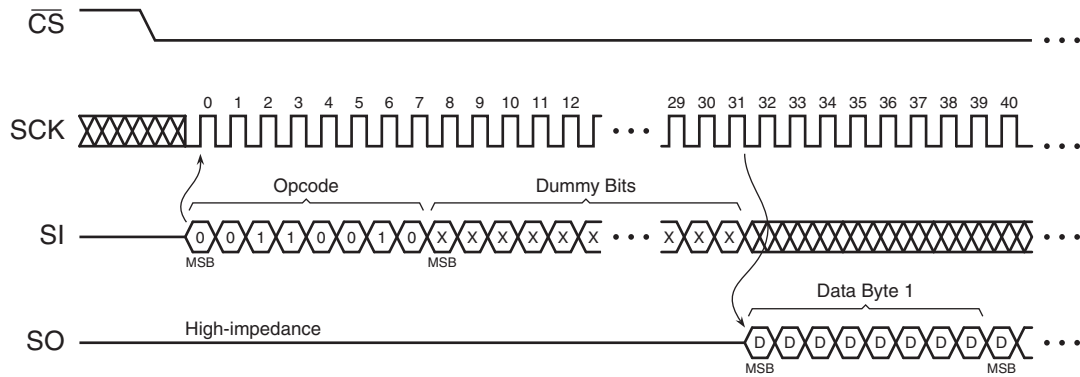 CS
0 1 2 3 4 5 6 7 8 9 10 11 12 29 30 31 32 33 34 35 36 37 38 39 40
SCK
Opcode Dummy Bits
SI 0 0 1 1 0 0 1 0 X X X X X X X X X
MSB MSB
Data Byte 1
High-impedance
SO D D D D D D D D D
MSB MSB